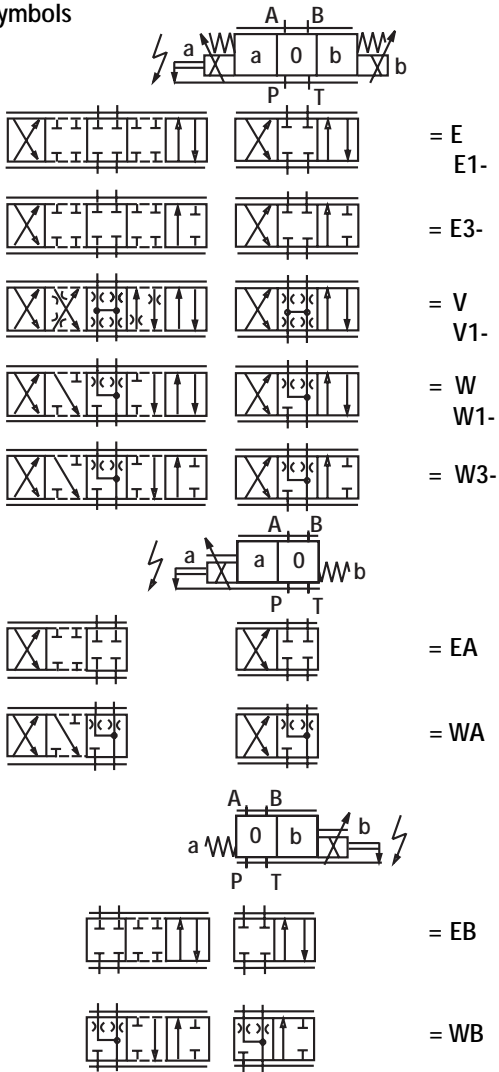 ymbols
A B
a a 0 b b
P T
= E
E1-
= E3-
= V
V1-
= W
W1-
= W3-
A B
a a 0 b
P T
= EA
= WA
A B
a 0 b b
P T
= EB
= WB